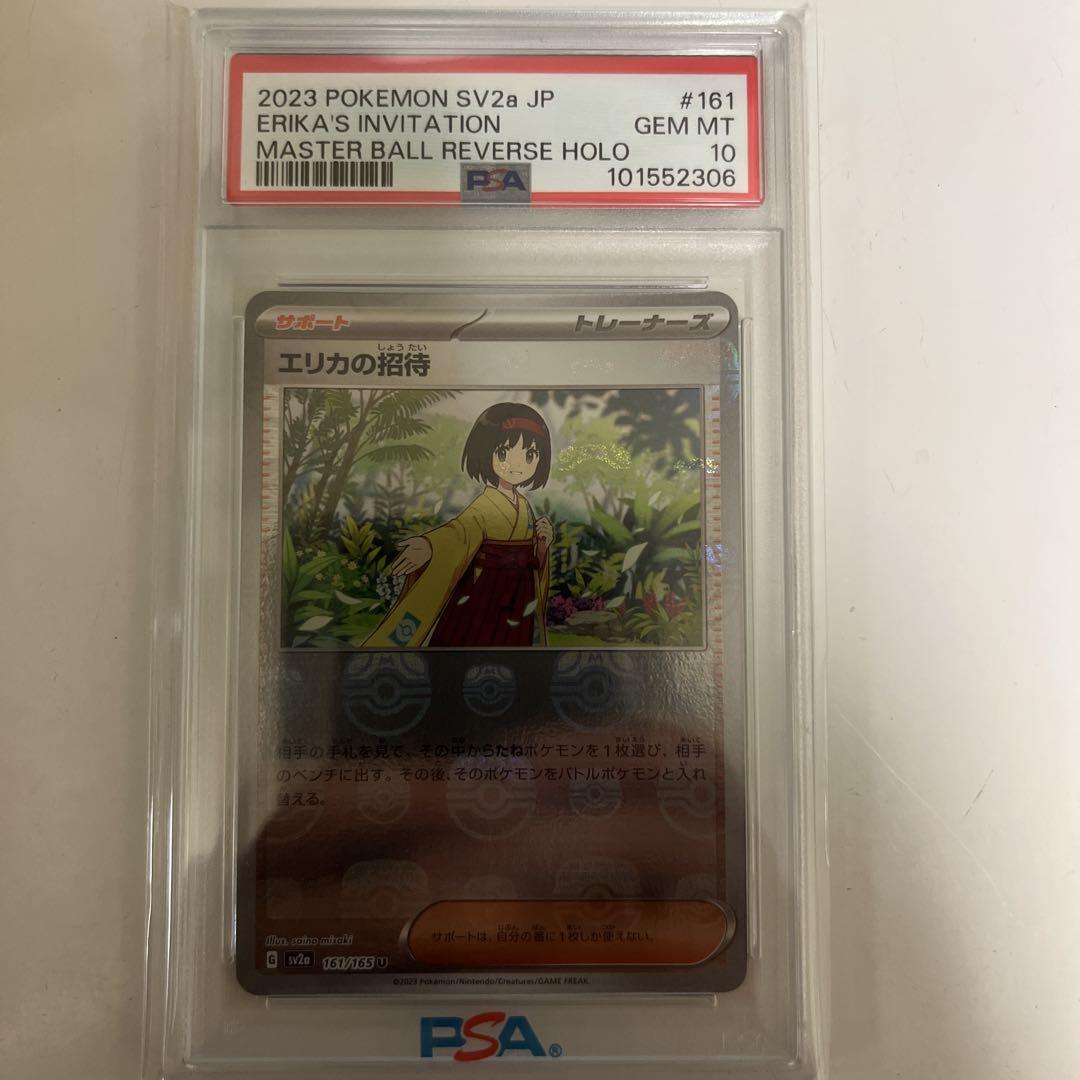 2023 POKEMON SV2a JP #161
ERIKA'S INVITATION GEM MT
MASTER BALL REVERSE HOLO 10
PSA 101552306
サポート トレーナーズ
しょうたい
エリカの招待
相手の手札を見て、その中からたねポケモンを1枚選び、相手
のベンチに出す。その後、そのポケモンをバトルポケモンと入れ
替える。
サポートは、自分の番に1枚しか使えない。
Illus. saino misaki
G sv2a 161/165 U
©2023 Pokémon/Nintendo/Creatures/GAME FREAK.
PSA®